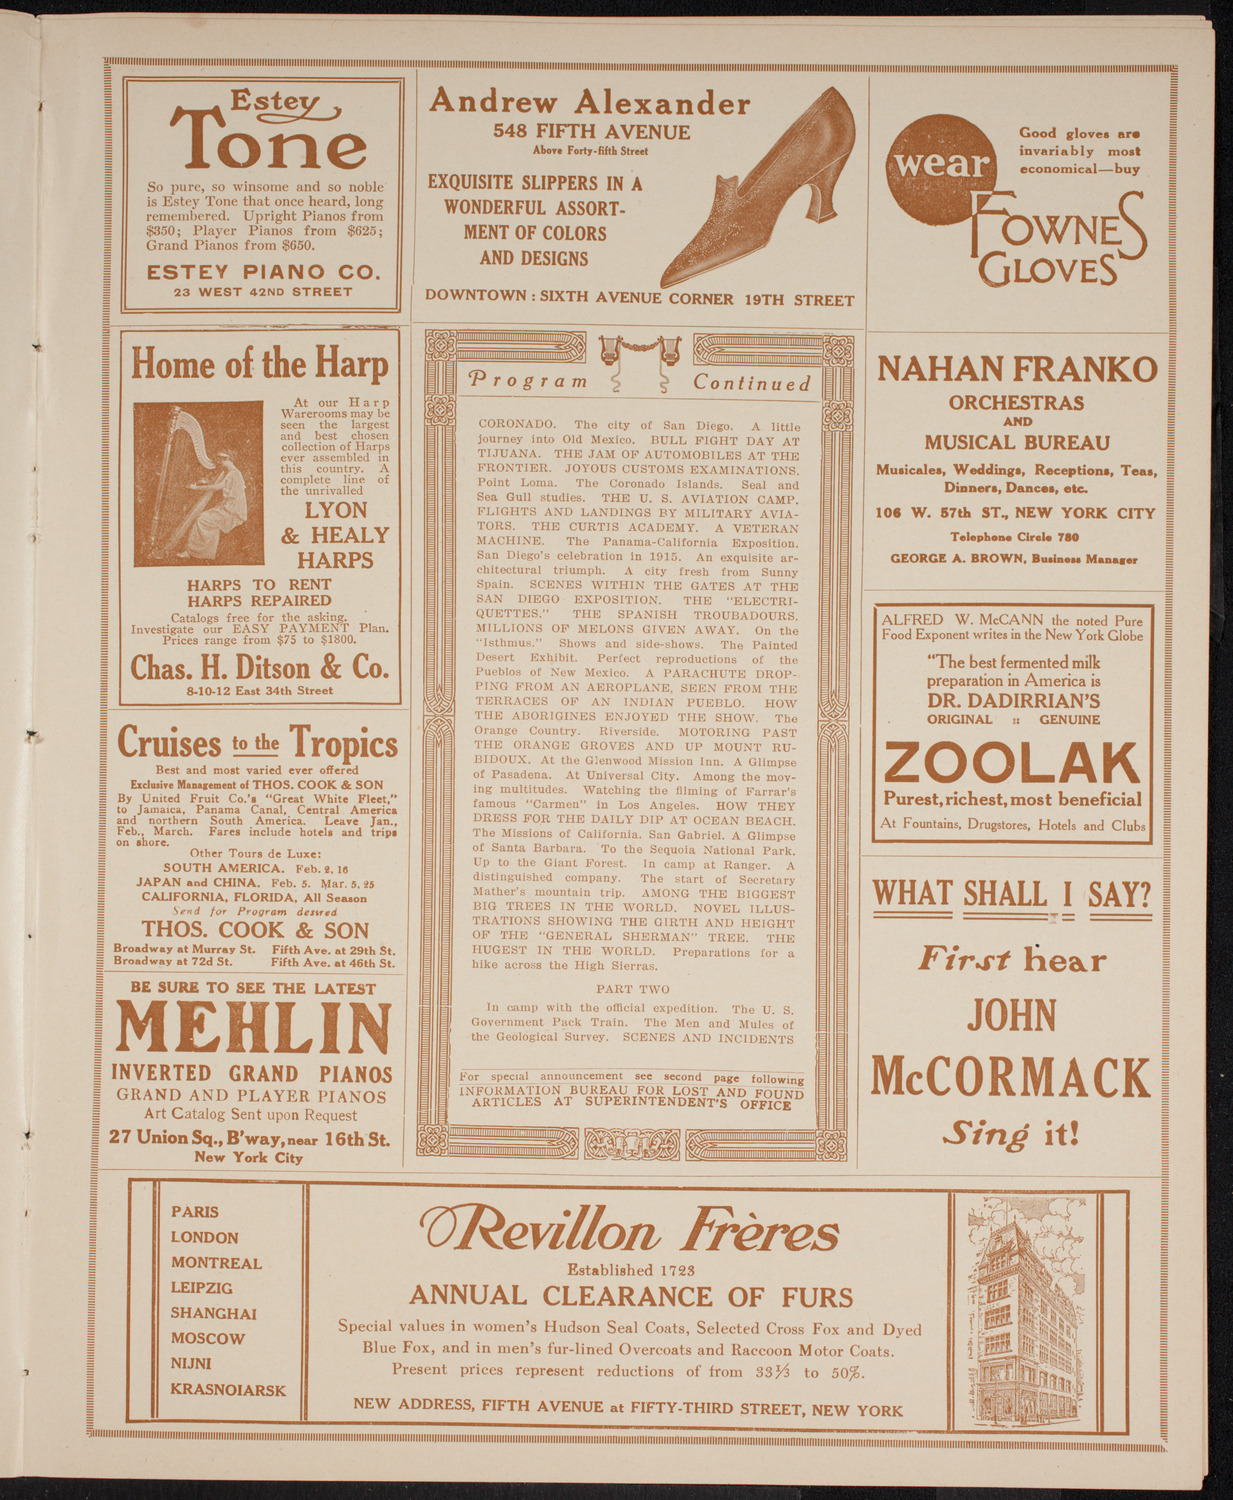 Estey
Tone
So pure, so winsome and so noble
is Estey Tone that once heard, long
remembered. Upright Pianos from
$350; Player Pianos from $625;
Grand Pianos from $650.
ESTEY PIANO CO.
23 WEST 42ND STREET
Andrew Alexander
548 FIFTH AVENUE
Above Forty-fifth Street
EXQUISITE SLIPPERS IN A
WONDERFUL ASSORT-
MENT OF COLORS
AND DESIGNS
DOWNTOWN : SIXTH AVENUE CORNER 19TH STREET
wear
Good gloves are
invariably most
economical—buy
FOWNES
GLOVES
Home of the Harp
At our Harp
Warerooms may be
seen the largest
and best chosen
collection of Harps
ever assembled in
this country. A
complete line of
the unrivalled
LYON
& HEALY
HARPS
HARPS TO RENT
HARPS REPAIRED
Catalogs free for the asking.
Investigate our EASY PAYMENT Plan.
Prices range from $75 to $1800.
Chas. H. Ditson & Co.
8-10-12 East 34th Street
Cruises to the Tropics
Best and most varied ever offered
Exclusive Management of THOS. COOK & SON
By United Fruit Co.'s "Great White Fleet,"
to Jamaica, Panama Canal, Central America
and northern South America. Leave Jan.,
Feb., March. Fares include hotels and trips
on shore.
Other Tours de Luxe:
SOUTH AMERICA. Feb. 2, 16
JAPAN and CHINA. Feb. 5. Mar. 5, 25
CALIFORNIA, FLORIDA, All Season
Send for Program desired
THOS. COOK & SON
Broadway at Murray St. Fifth Ave. at 29th St.
Broadway at 72d St. Fifth Ave. at 46th St.
BE SURE TO SEE THE LATEST
MEHLIN
INVERTED GRAND PIANOS
GRAND AND PLAYER PIANOS
Art Catalog Sent upon Request
27 Union Sq., B'way, near 16th St.
New York City
Program Continued
CORONADO. The city of San Diego. A little
journey into Old Mexico. BULL FIGHT DAY AT
TIJUANA. THE JAM OF AUTOMOBILES AT THE
FRONTIER. JOYOUS CUSTOMS EXAMINATIONS.
Point Loma. The Coronado Islands. Seal and
Sea Gull studies. THE U. S. AVIATION CAMP.
FLIGHTS AND LANDINGS BY MILITARY AVIA-
TORS. THE CURTIS ACADEMY. A VETERAN
MACHINE. The Panama-California Exposition.
San Diego's celebration in 1915. An exquisite ar-
chitectural triumph. A city fresh from Sunny
Spain. SCENES WITHIN THE GATES AT THE
SAN DIEGO EXPOSITION. THE "ELECTRI-
QUETTES." THE SPANISH TROUBADOURS.
MILLIONS OF MELONS GIVEN AWAY. On the
"Isthmus." Shows and side-shows. The Painted
Desert Exhibit. Perfect reproductions of the
Pueblos of New Mexico. A PARACHUTE DROP-
PING FROM AN AEROPLANE, SEEN FROM THE
TERRACES OF AN INDIAN PUEBLO. HOW
THE ABORIGINES ENJOYED THE SHOW. The
Orange Country. Riverside. MOTORING PAST
THE ORANGE GROVES AND UP MOUNT RU-
BIDOUX. At the Glenwood Mission Inn. A Glimpse
of Pasadena. At Universal City. Among the mov-
ing multitudes. Watching the filming of Farrar's
famous "Carmen" in Los Angeles. HOW THEY
DRESS FOR THE DAILY DIP AT OCEAN BEACH.
The Missions of California. San Gabriel. A Glimpse
of Santa Barbara. To the Sequoia National Park.
Up to the Giant Forest. In camp at Ranger. A
distinguished company. The start of Secretary
Mather's mountain trip. AMONG THE BIGGEST
BIG TREES IN THE WORLD. NOVEL ILLUS-
TRATIONS SHOWING THE GIRTH AND HEIGHT
OF THE "GENERAL SHERMAN" TREE. THE
HUGEST IN THE WORLD. Preparations for a
hike across the High Sierras.
PART TWO
In camp with the official expedition. The U. S.
Government Pack Train. The Men and Mules of
the Geological Survey. SCENES AND INCIDENTS
For special announcement see second page following
INFORMATION BUREAU FOR LOST AND FOUND
ARTICLES AT SUPERINTENDENT'S OFFICE
NAHAN FRANKO
ORCHESTRAS
AND
MUSICAL BUREAU
Musicales, Weddings, Receptions, Teas,
Dinners, Dances, etc.
106 W. 57th ST., NEW YORK CITY
Telephone Circle 780
GEORGE A. BROWN, Business Manager
ALFRED W. McCANN the noted Pure
Food Exponent writes in the New York Globe
"The best fermented milk
preparation in America is
DR. DADIRRIAN'S
ORIGINAL :: GENUINE
ZOOLAK
Purest, richest, most beneficial
At Fountains, Drugstores, Hotels and Clubs
WHAT SHALL I SAY?
First hear
JOHN
McCORMACK
Sing it!
PARIS
LONDON
MONTREAL
LEIPZIG
SHANGHAI
MOSCOW
NIJNI
KRASNOIARSK
Revillon Frères
Established 1723
ANNUAL CLEARANCE OF FURS
Special values in women's Hudson Seal Coats, Selected Cross Fox and Dyed
Blue Fox, and in men's fur-lined Overcoats and Raccoon Motor Coats.
Present prices represent reductions of from 33⅓ to 50%.
NEW ADDRESS, FIFTH AVENUE at FIFTY-THIRD STREET, NEW YORK